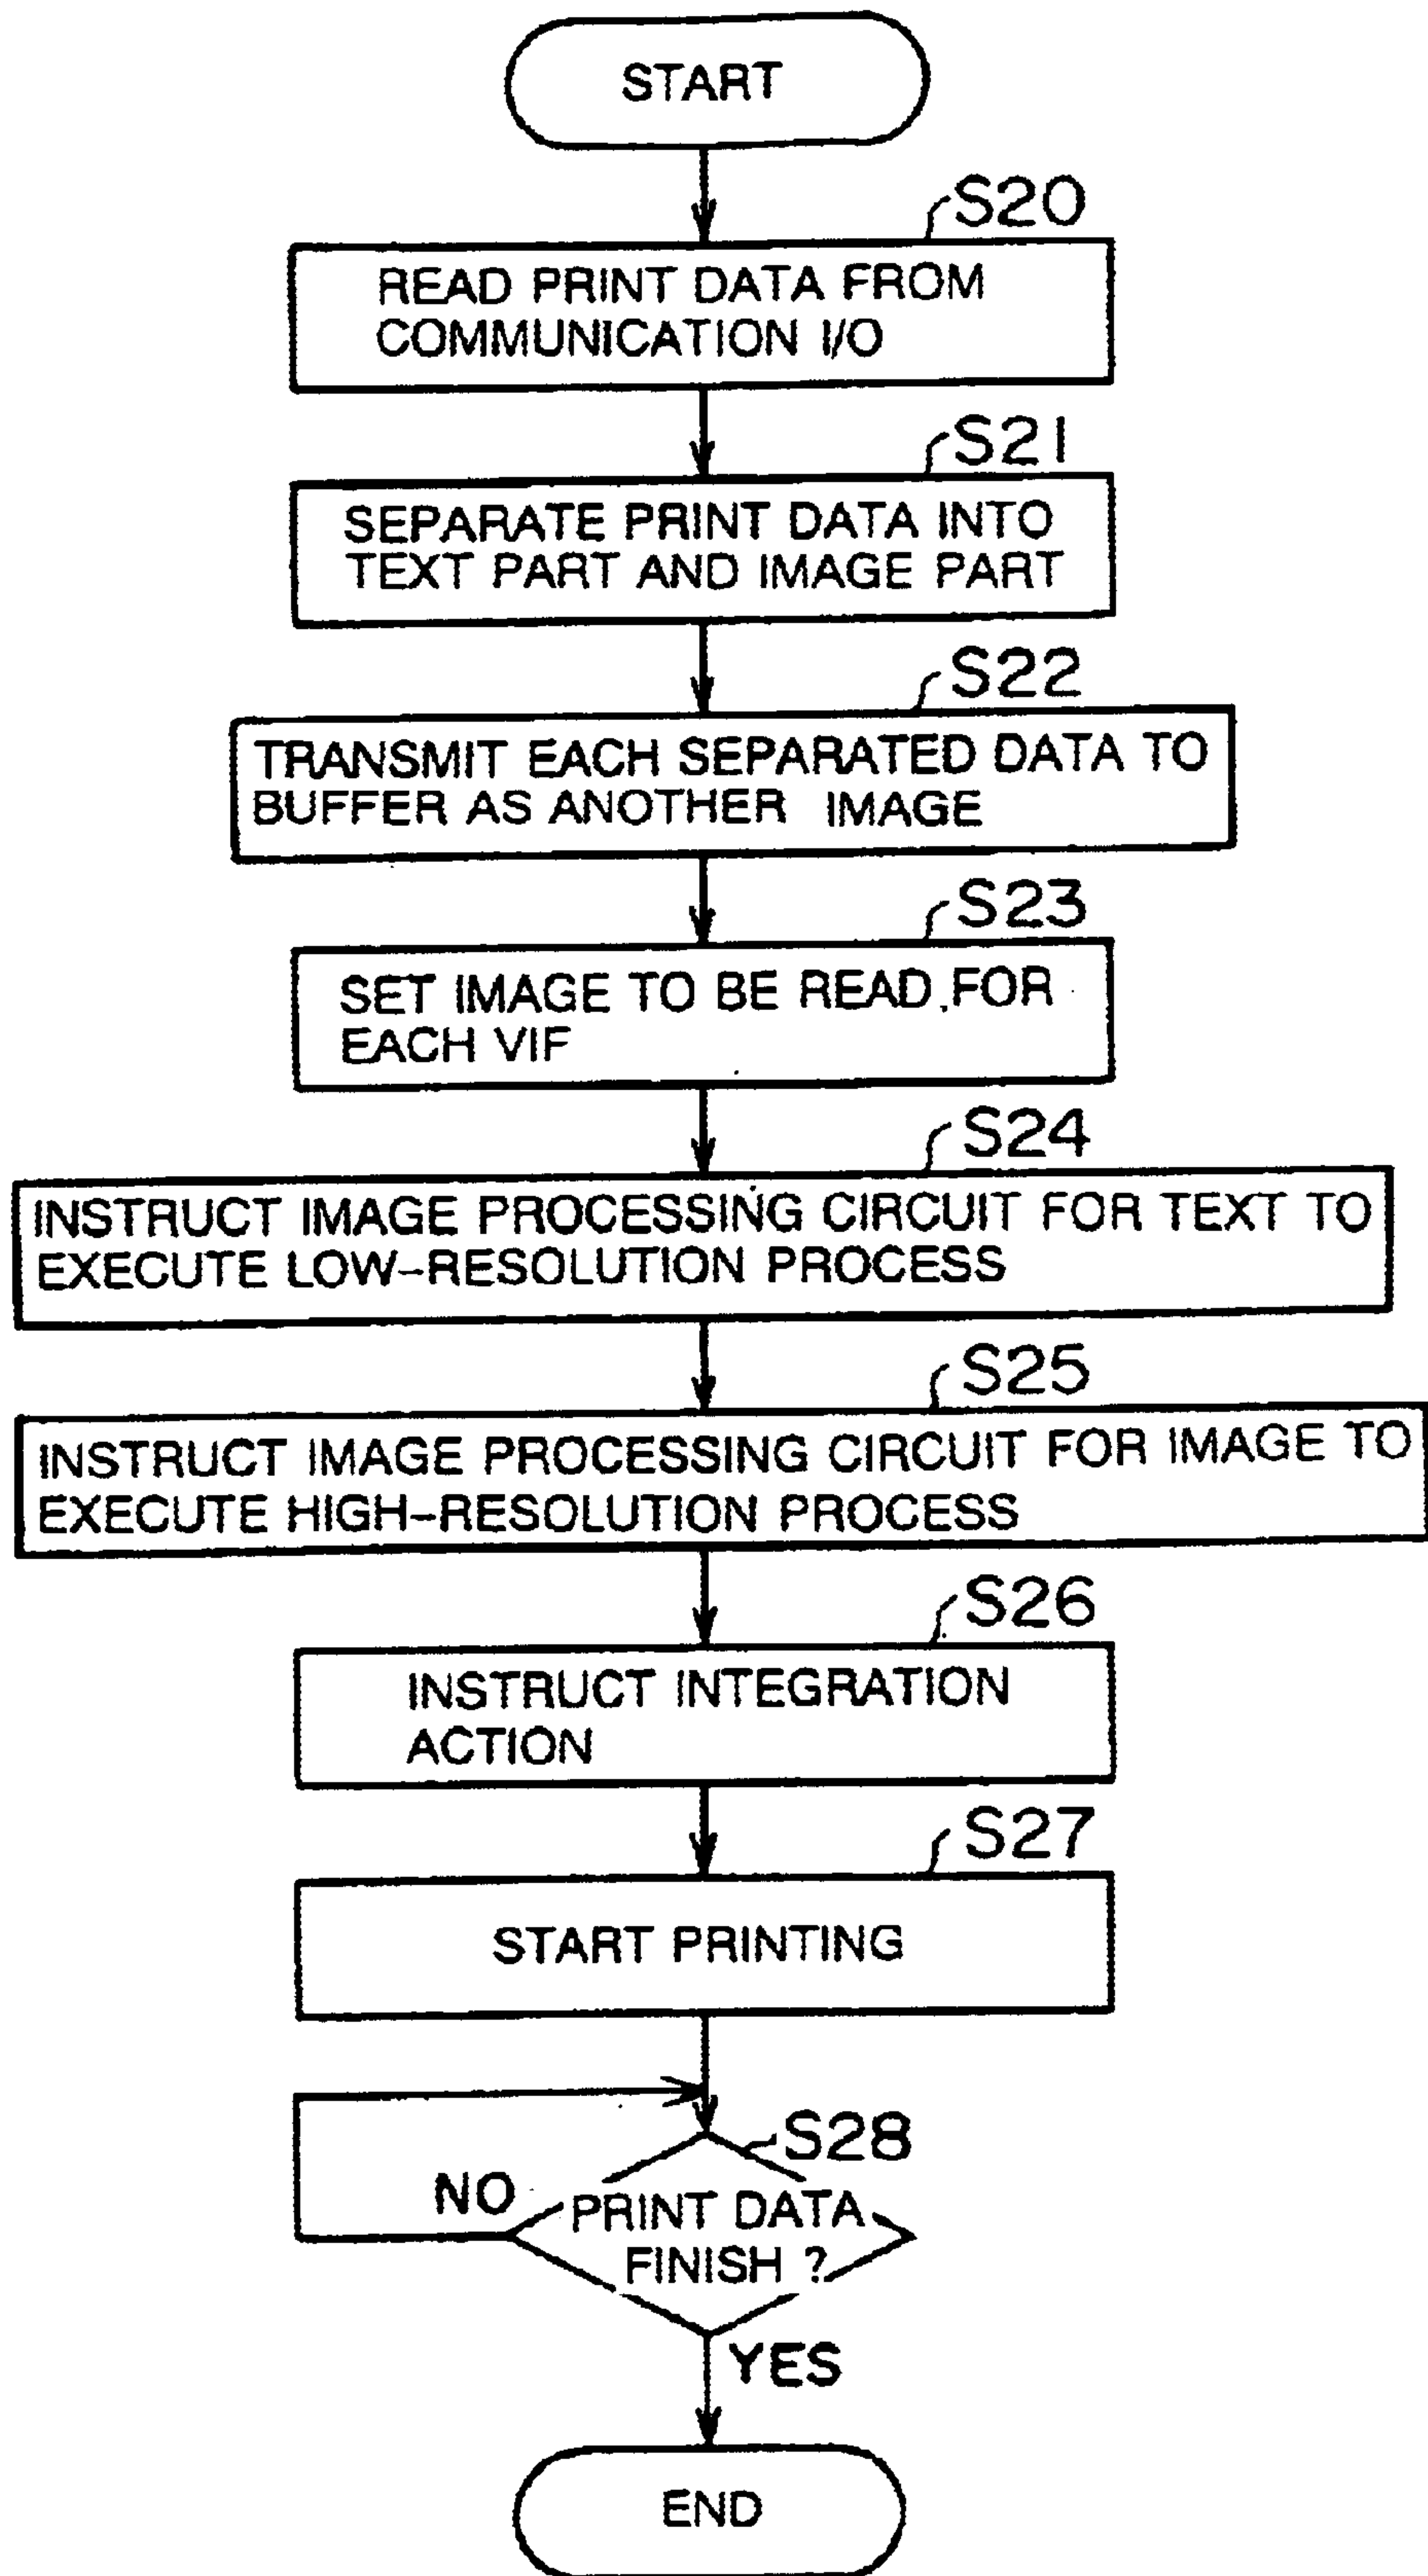 START
S20
READ PRINT DATA FROM
COMMUNICATION I/O
S21
SEPARATE PRINT DATA INTO
TEXT PART AND IMAGE PART
S22
TRANSMIT EACH SEPARATED DATA TO
BUFFER AS ANOTHER IMAGE
S23
SET IMAGE TO BE READ FOR
EACH VIF
S24
INSTRUCT IMAGE PROCESSING CIRCUIT FOR TEXT TO
EXECUTE LOW-RESOLUTION PROCESS
S25
INSTRUCT IMAGE PROCESSING CIRCUIT FOR IMAGE TO
EXECUTE HIGH-RESOLUTION PROCESS
S26
INSTRUCT INTEGRATION
ACTION
S27
START PRINTING
S28
NO
PRINT DATA
FINISH ?
YES
END